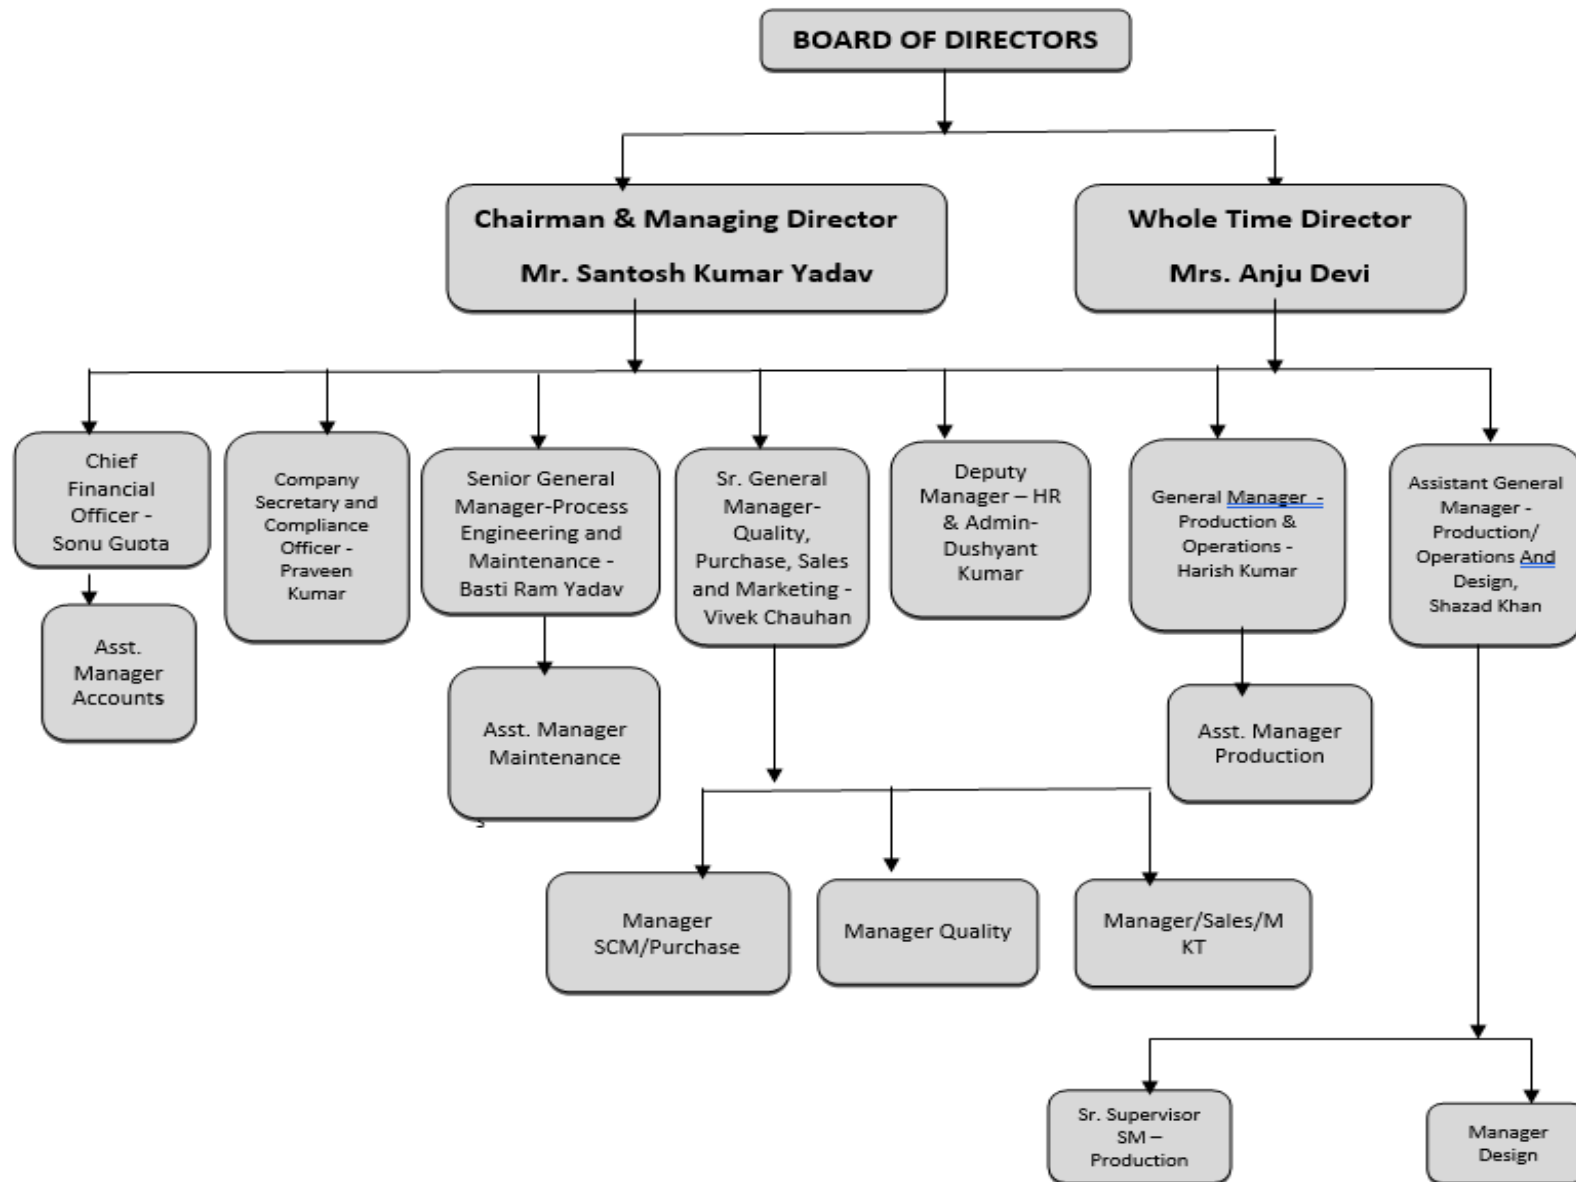 BOARD OF DIRECTORS
Chairman & Managing Director
Mr. Santosh Kumar Yadav
Whole Time Director
Mrs. Anju Devi
Chief
Financial
Officer -
Sonu Gupta
Company
Secretary and
Compliance
Officer -
Praveen
Kumar
Senior General
Manager-Process
Engineering and
Maintenance -
Basti Ram Yadav
Sr. General
Manager-
Quality,
Purchase, Sales
and Marketing -
Vivek Chauhan
Deputy
Manager – HR
& Admin-
Dushyant
Kumar
General Manager -
Production &
Operations -
Harish Kumar
Assistant General
Manager -
Production/
Operations And
Design,
Shazad Khan
Asst.
Manager
Accounts
Asst. Manager
Maintenance
s
Asst. Manager
Production
Manager
SCM/Purchase
Manager Quality
Manager/Sales/M
KT
Sr. Supervisor
SM –
Production
Manager
Design